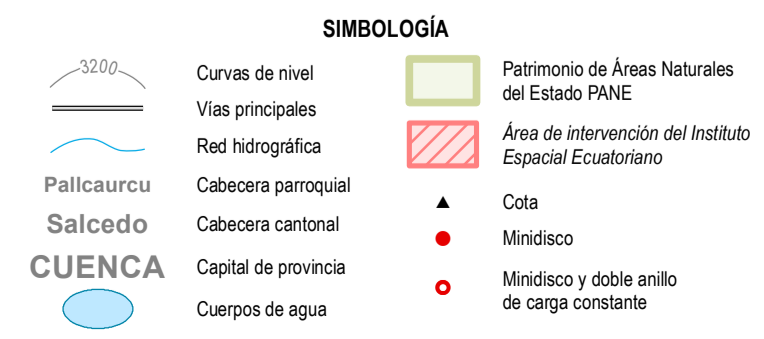 SIMBOLOGÍA
3200
Curvas de nivel
Vías principales
Red hidrográfica
Pallcaurcu
Cabecera parroquial
Salcedo
Cabecera cantonal
CUENCA
Capital de provincia
Cuerpos de agua
Patrimonio de Áreas Naturales
del Estado PANE
Área de intervención del Instituto
Espacial Ecuatoriano
Cota
Minidisco
Minidisco y doble anillo
de carga constante